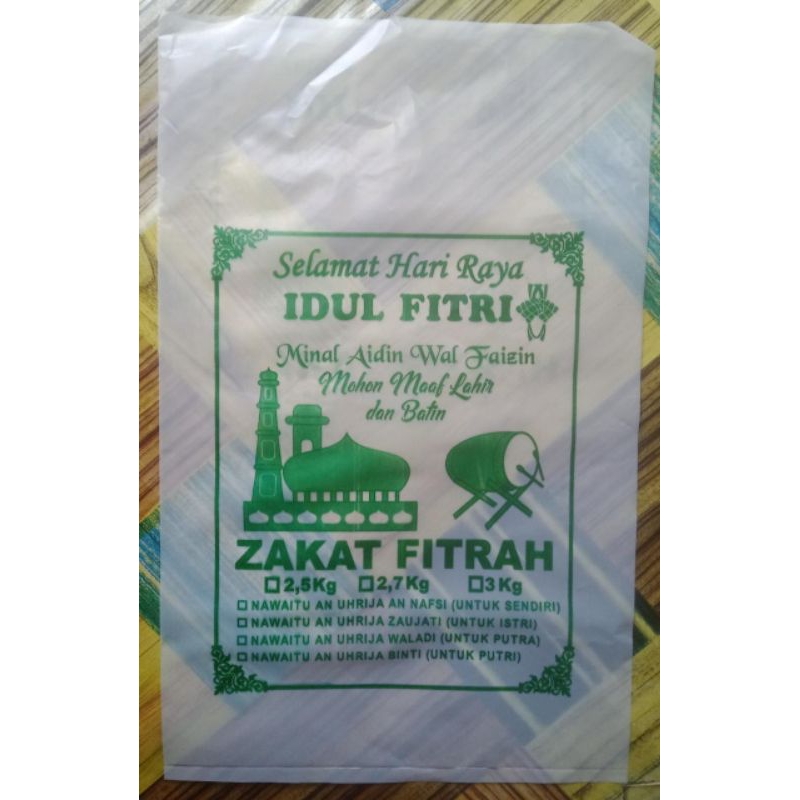 Selamat Hari Raya
IDUL FITRI
Minal Aidin Wal Faizin
Mohon Maaf Lahir
dan Batin
ZAKAT FITRAH
2,5Kg 2,7Kg 3Kg
NAWAITU AN UHRIJA AN NAFSI (UNTUK SENDIRI)
NAWAITU AN UHRIJA ZAUJATI (UNTUK ISTRI)
NAWAITU AN UHRIJA WALADI (UNTUK PUTRA)
NAWAITU AN UHRIJA BINTI (UNTUK PUTRI)